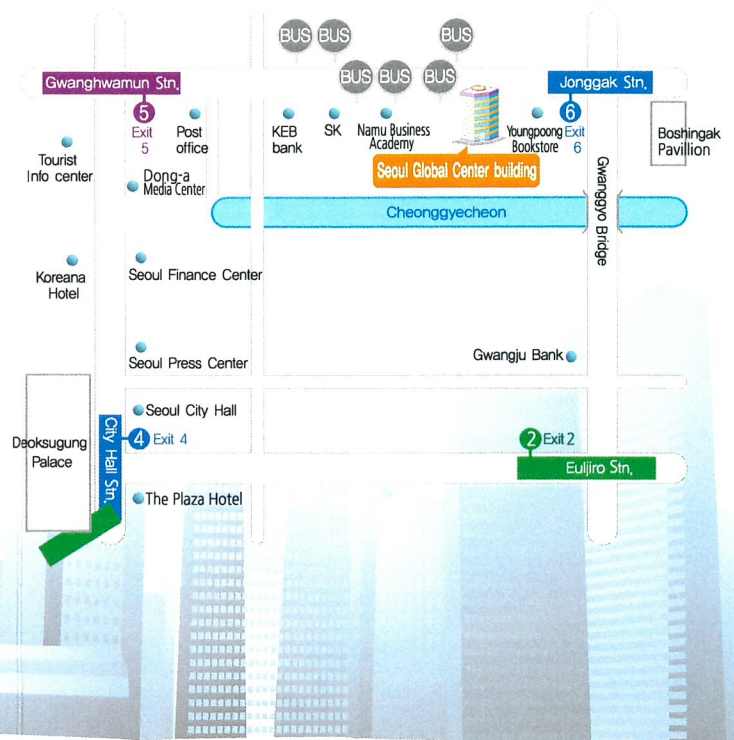 BUS
BUS
BUS
BUS
BUS
BUS
Gwanghwamun Stn.
Jonggak Stn.
5
Exit
5
Post
office
KEB
bank
SK
Namu Business
Academy
Youngpoong
Bookstore
6
Exit
6
Boshingak
Pavilion
Tourist
Info center
Dong-a
Media Center
Seoul Global Center building
Cheonggyecheon
Gwanggyo Bridge
Koreana
Hotel
Seoul Finance Center
Seoul Press Center
Gwangju Bank
Deoksugung
Palace
City Hall Stn.
Seoul City Hall
4 Exit 4
2 Exit 2
Euljiro Stn.
The Plaza Hotel